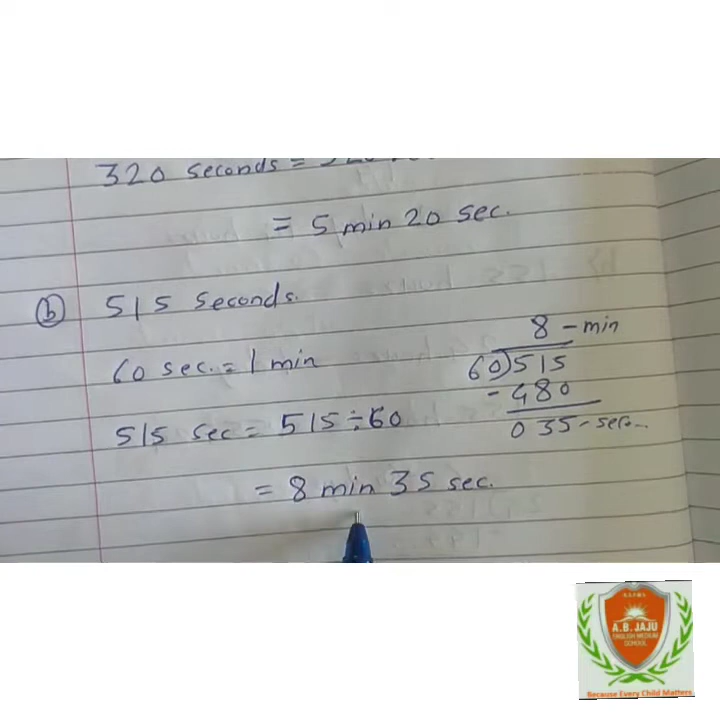 320 seconds =
= 5 min 20 sec.
(b) 515 seconds.
60 sec. = 1 min
515 sec = 515 ÷ 60
= 8 min 35 sec.
8 - min
60)515
- 480
035 - sec.
A.B. JAJU
ENGLISH MEDIUM
SCHOOL
Because Every Child Matters